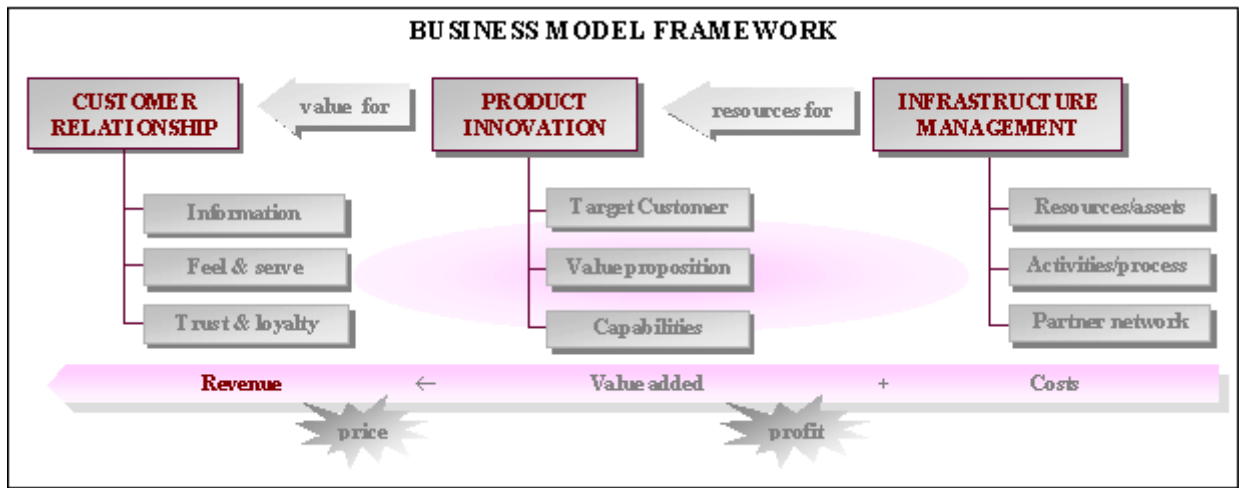 BUSINESS MODEL FRAMEWORK
CUSTOMER
RELATIONSHIP
value for
PRODUCT
INNOVATION
resources for
INFRASTRUCTURE
MANAGEMENT
Information
Feel & serve
Trust & loyalty
Target Customer
Value proposition
Capabilities
Resources/assets
Activities/process
Partner network
Revenue ← Value added + Costs
price
profit